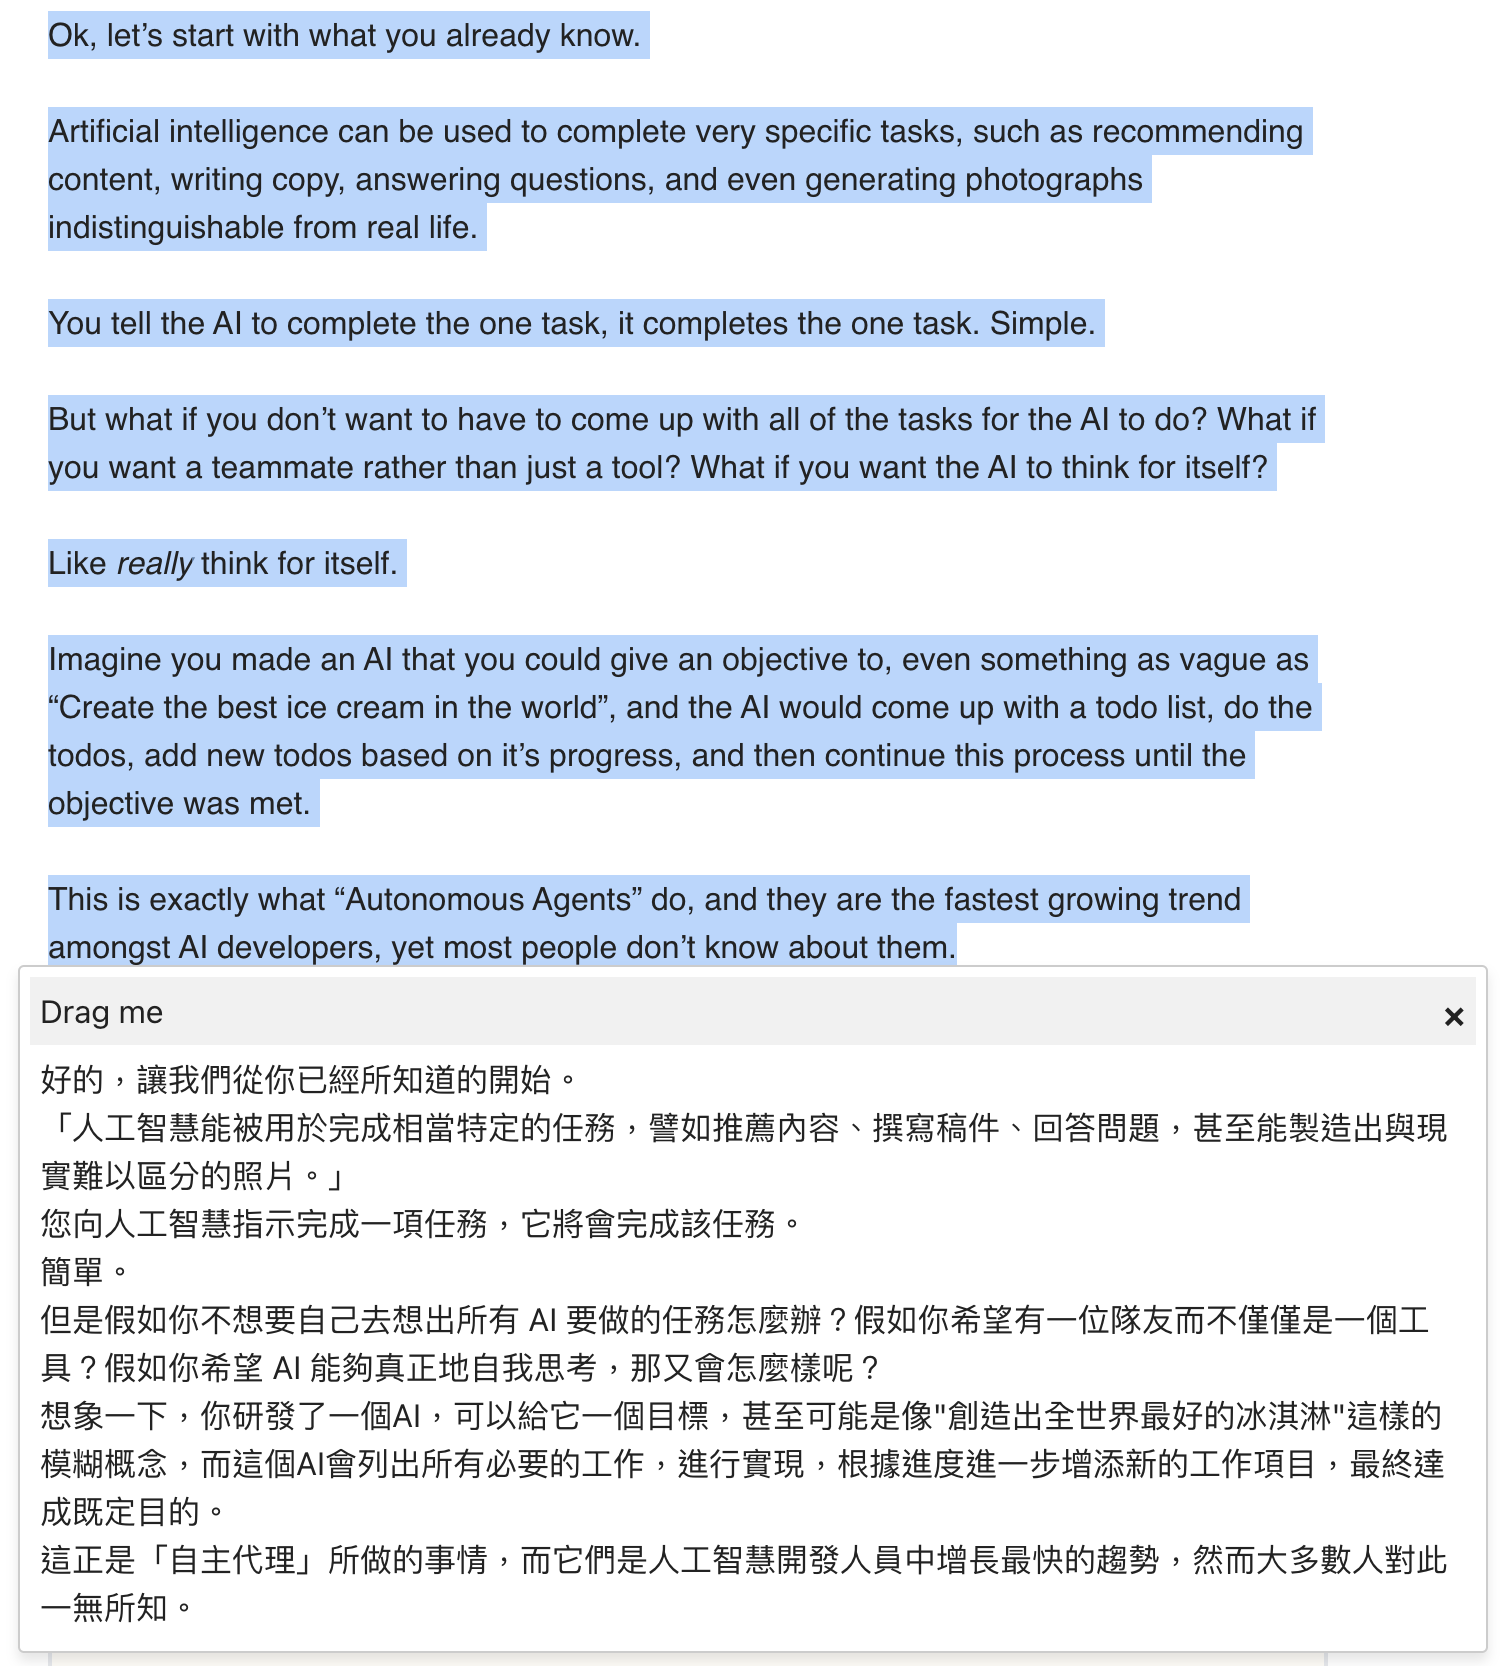 Ok, let’s start with what you already know.
Artificial intelligence can be used to complete very specific tasks, such as recommending
content, writing copy, answering questions, and even generating photographs
indistinguishable from real life.
You tell the AI to complete the one task, it completes the one task. Simple.
But what if you don’t want to have to come up with all of the tasks for the AI to do? What if
you want a teammate rather than just a tool? What if you want the AI to think for itself?
Like really think for itself.
Imagine you made an AI that you could give an objective to, even something as vague as
“Create the best ice cream in the world”, and the AI would come up with a todo list, do the
todos, add new todos based on it’s progress, and then continue this process until the
objective was met.
This is exactly what “Autonomous Agents” do, and they are the fastest growing trend
amongst AI developers, yet most people don’t know about them.
Drag me ×
好的，讓我們從你已經所知道的開始。
「人工智慧能被用於完成相當特定的任務，譬如推薦內容、撰寫稿件、回答問題，甚至能製造出與現
實難以區分的照片。」
您向人工智慧指示完成一項任務，它將會完成該任務。
簡單。
但是假如你不想要自己去想出所有 AI 要做的任務怎麼辦？假如你希望有一位隊友而不僅僅是一個工
具？假如你希望 AI 能夠真正地自我思考，那又會怎麼樣呢？
想象一下，你研發了一個AI，可以給它一個目標，甚至可能是像"創造出全世界最好的冰淇淋"這樣的
模糊概念，而這個AI會列出所有必要的工作，進行實現，根據進度進一步增添新的工作項目，最終達
成既定目的。
這正是「自主代理」所做的事情，而它們是人工智慧開發人員中增長最快的趨勢，然而大多數人對此
一無所知。